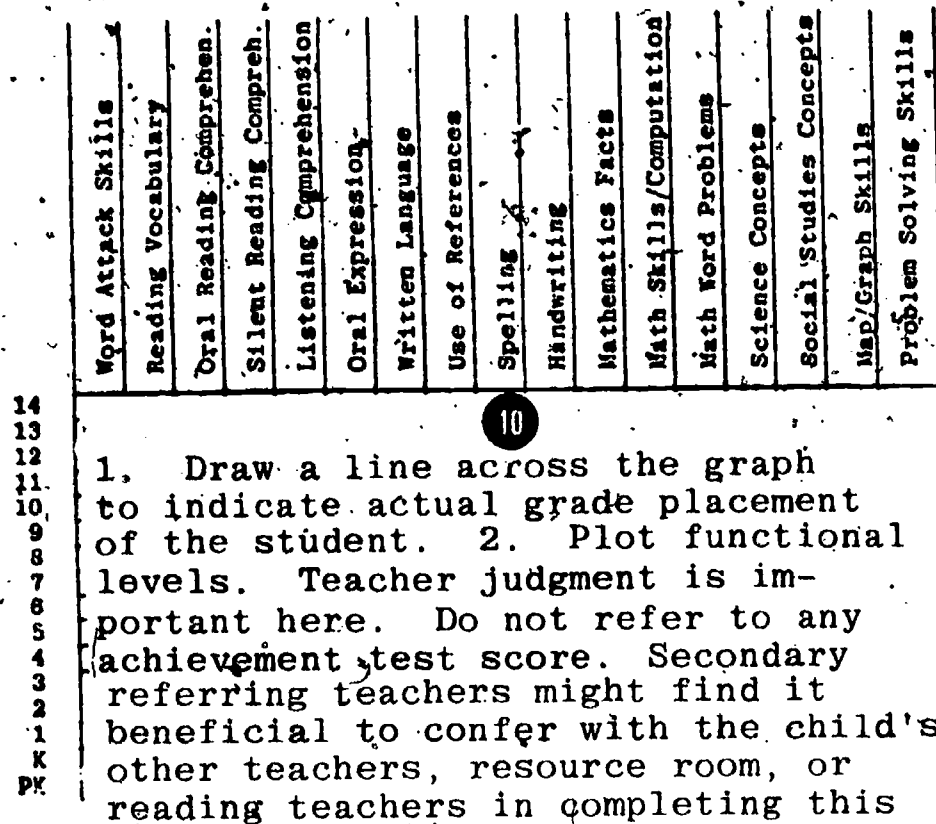 Word Attack Skills
Reading Vocabulary
Oral Reading Comprehen.
Silent Reading Compreh.
Listening Comprehension
Oral Expression
Written Language
Use of References
Spelling
Handwriting
Mathematics Facts
Math Skills/Computation
Math Word Problems
Science Concepts
Social Studies Concepts
Map/Graph Skills
Problem Solving Skills
14
13
12
11
10
9
8
7
6
5
4
3
2
1
K
PK
10
1. Draw a line across the graph
to indicate actual grade placement
of the student. 2. Plot functional
levels. Teacher judgment is im-
portant here. Do not refer to any
achievement test score. Secondary
referring teachers might find it
beneficial to confer with the child's
other teachers, resource room, or
reading teachers in completing this